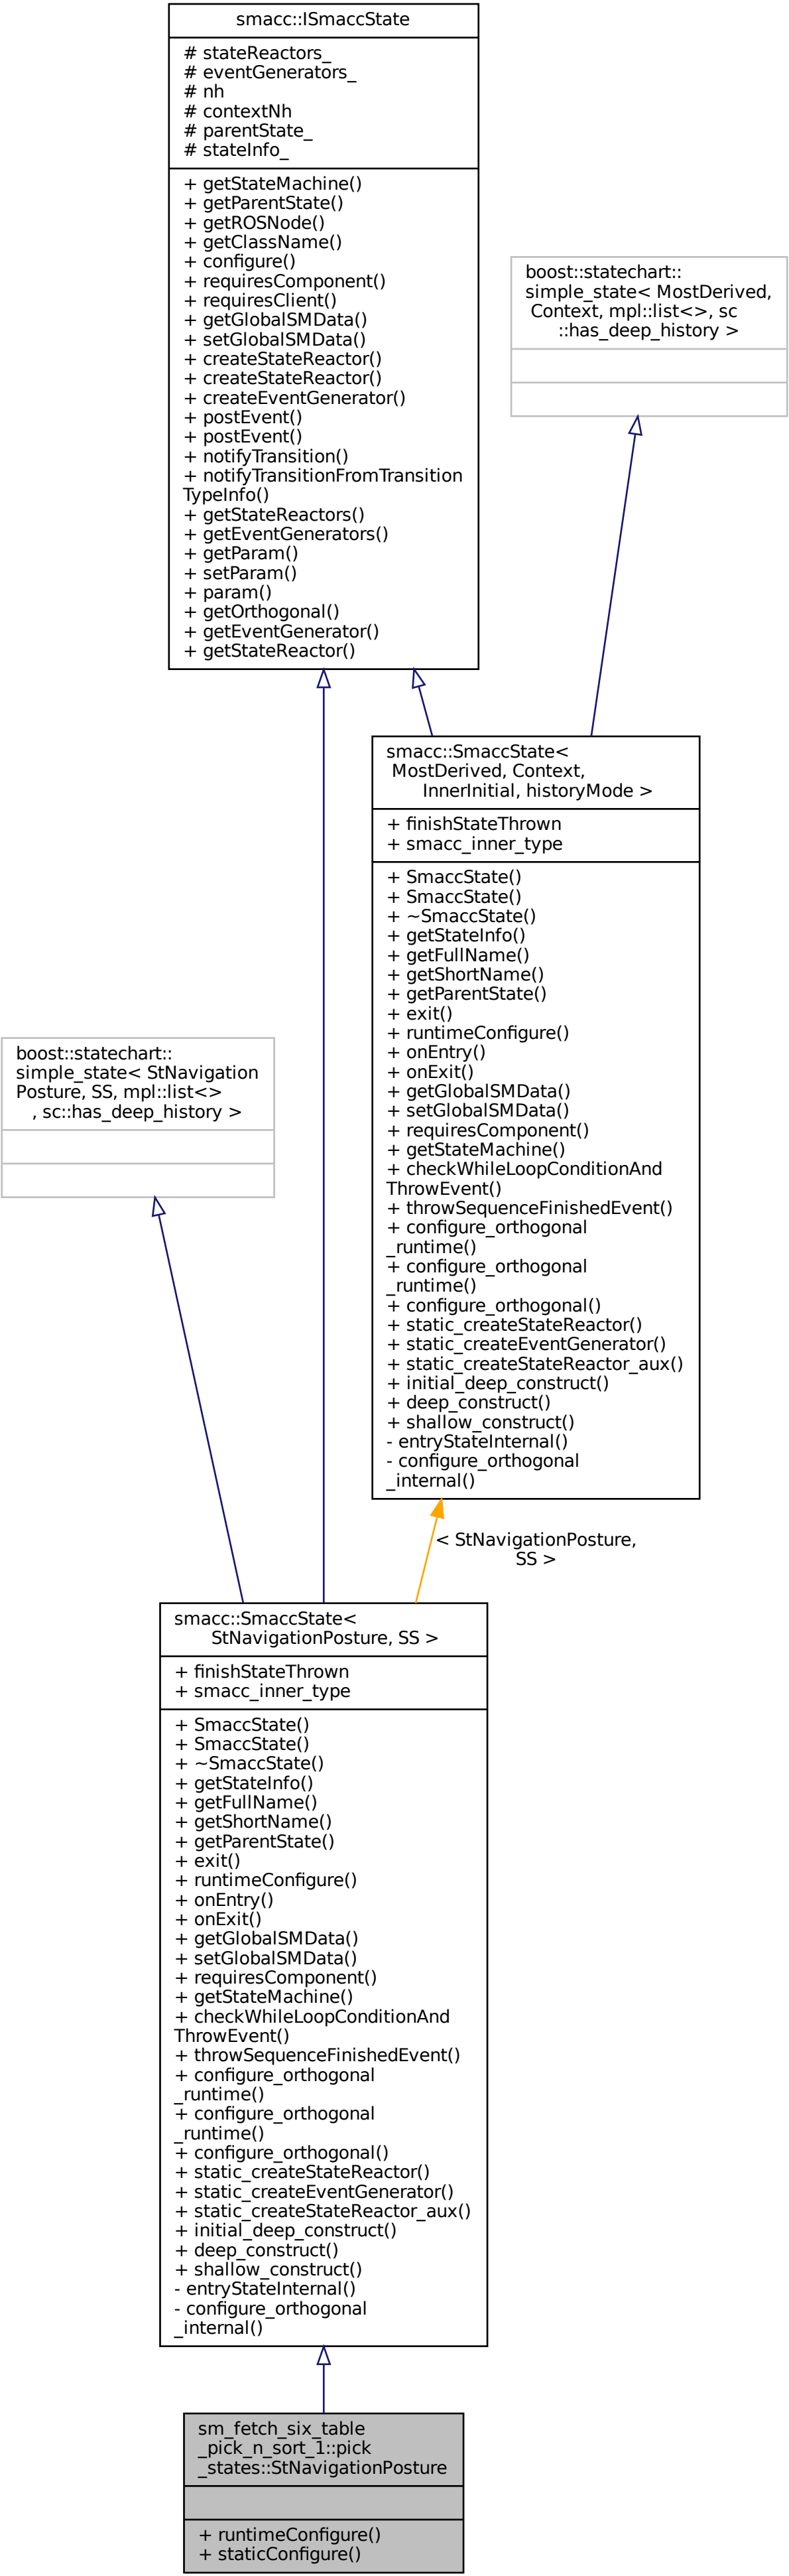 smacc::ISmaccState
# stateReactors_
# eventGenerators_
# nh
# contextNh
# parentState_
# stateInfo_
+ getStateMachine()
+ getParentState()
+ getROSNode()
+ getClassName()
+ configure()
+ requiresComponent()
+ requiresClient()
+ getGlobalSMData()
+ setGlobalSMData()
+ createStateReactor()
+ createStateReactor()
+ createEventGenerator()
+ postEvent()
+ postEvent()
+ notifyTransition()
+ notifyTransitionFromTransition
TypeInfo()
+ getStateReactors()
+ getEventGenerators()
+ getParam()
+ setParam()
+ param()
+ getOrthogonal()
+ getEventGenerator()
+ getStateReactor()
boost::statechart::
simple_state< MostDerived,
Context, mpl::list<>, sc
::has_deep_history >
smacc::SmaccState<
MostDerived, Context,
InnerInitial, historyMode >
+ finishStateThrown
+ smacc_inner_type
+ SmaccState()
+ SmaccState()
+ ~SmaccState()
+ getStateInfo()
+ getFullName()
+ getShortName()
+ getParentState()
+ exit()
+ runtimeConfigure()
+ onEntry()
+ onExit()
+ getGlobalSMData()
+ setGlobalSMData()
+ requiresComponent()
+ getStateMachine()
+ checkWhileLoopConditionAnd
ThrowEvent()
+ throwSequenceFinishedEvent()
+ configure_orthogonal
_runtime()
+ configure_orthogonal
_runtime()
+ configure_orthogonal()
+ static_createStateReactor()
+ static_createEventGenerator()
+ static_createStateReactor_aux()
+ initial_deep_construct()
+ deep_construct()
+ shallow_construct()
- entryStateInternal()
- configure_orthogonal
_internal()
boost::statechart::
simple_state< StNavigation
Posture, SS, mpl::list<>
, sc::has_deep_history >
< StNavigationPosture,
SS >
smacc::SmaccState<
StNavigationPosture, SS >
+ finishStateThrown
+ smacc_inner_type
+ SmaccState()
+ SmaccState()
+ ~SmaccState()
+ getStateInfo()
+ getFullName()
+ getShortName()
+ getParentState()
+ exit()
+ runtimeConfigure()
+ onEntry()
+ onExit()
+ getGlobalSMData()
+ setGlobalSMData()
+ requiresComponent()
+ getStateMachine()
+ checkWhileLoopConditionAnd
ThrowEvent()
+ throwSequenceFinishedEvent()
+ configure_orthogonal
_runtime()
+ configure_orthogonal
_runtime()
+ configure_orthogonal()
+ static_createStateReactor()
+ static_createEventGenerator()
+ static_createStateReactor_aux()
+ initial_deep_construct()
+ deep_construct()
+ shallow_construct()
- entryStateInternal()
- configure_orthogonal
_internal()
sm_fetch_six_table
_pick_n_sort_1::pick
_states::StNavigationPosture
+ runtimeConfigure()
+ staticConfigure()